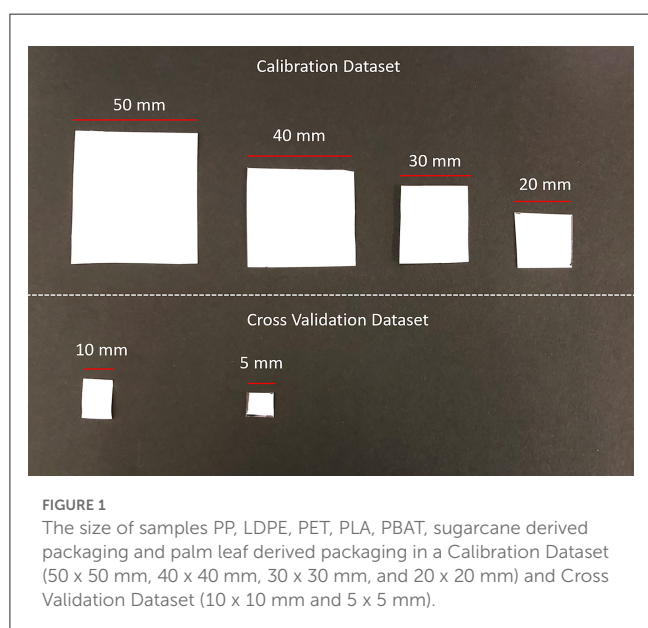 Calibration Dataset
50 mm
40 mm
30 mm
20 mm
Cross Validation Dataset
10 mm
5 mm
FIGURE 1
The size of samples PP, LDPE, PET, PLA, PBAT, sugarcane derived
packaging and palm leaf derived packaging in a Calibration Dataset
(50 x 50 mm, 40 x 40 mm, 30 x 30 mm, and 20 x 20 mm) and Cross
Validation Dataset (10 x 10 mm and 5 x 5 mm).